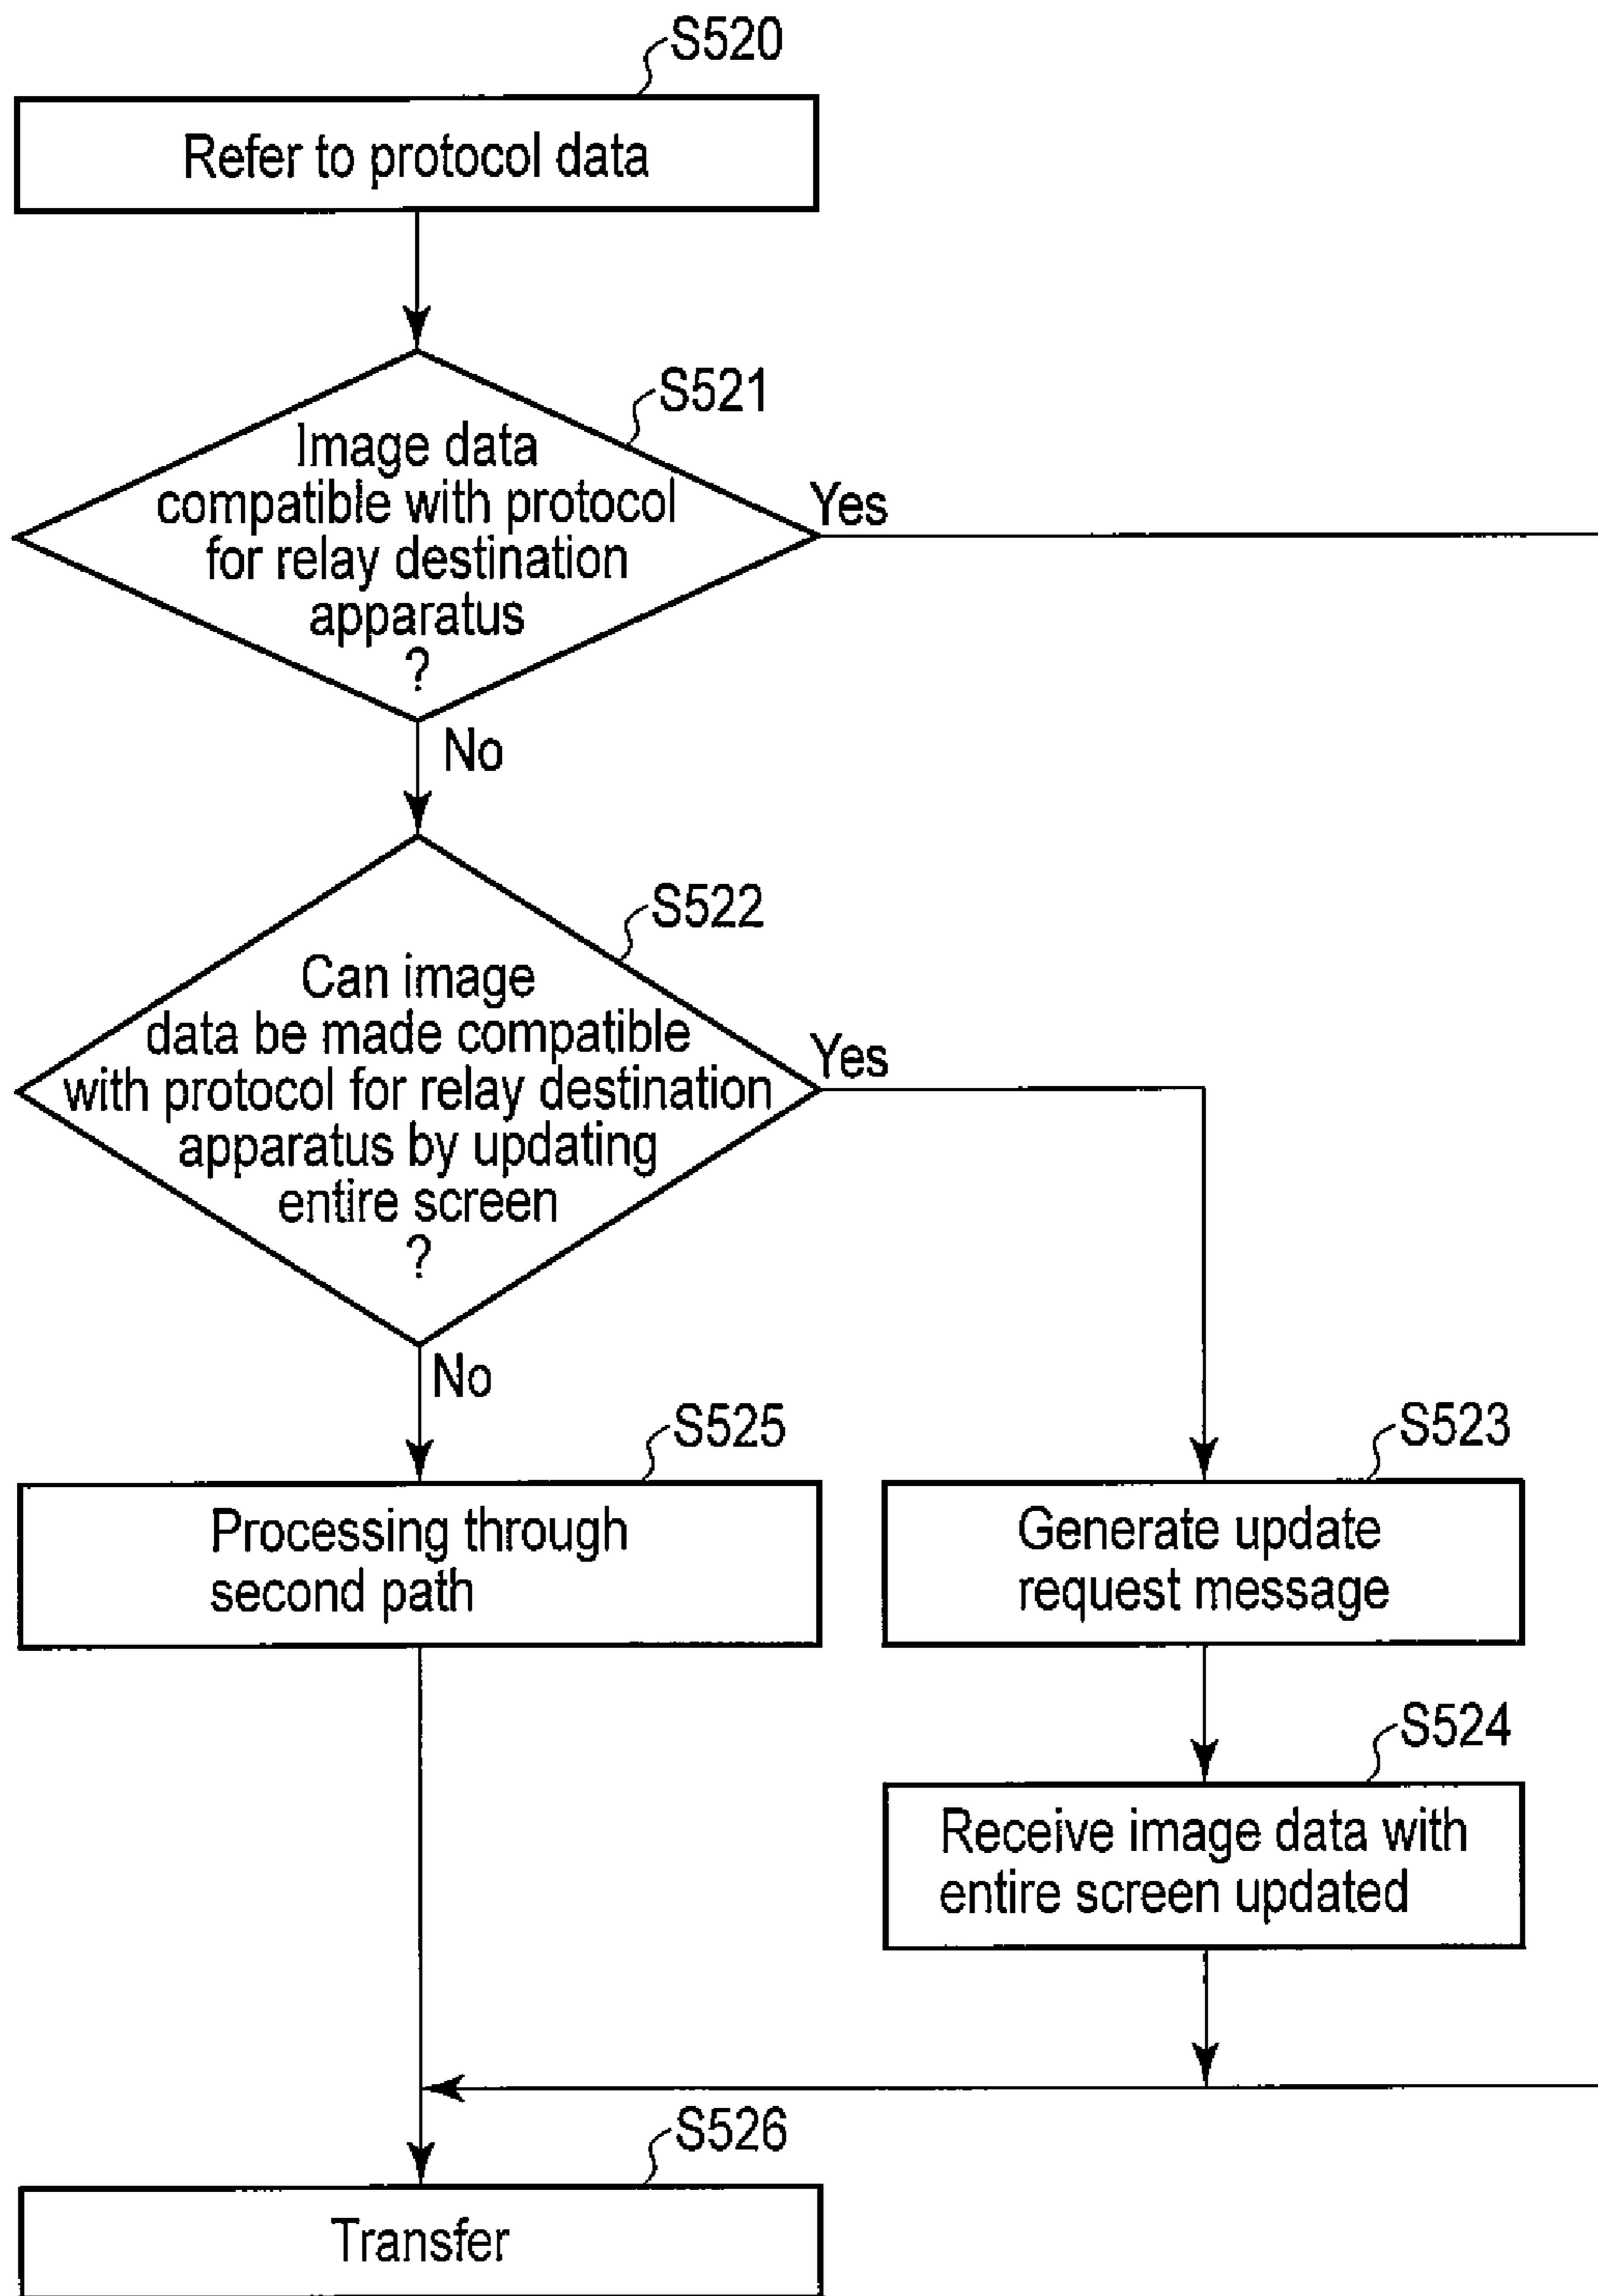 S520
Refer to protocol data
S521
Image data
compatible with protocol
for relay destination
apparatus
?
Yes
No
S522
Can image
data be made compatible
with protocol for relay destination
apparatus by updating
entire screen
?
Yes
No
S525
Processing through
second path
S523
Generate update
request message
S524
Receive image data with
entire screen updated
S526
Transfer